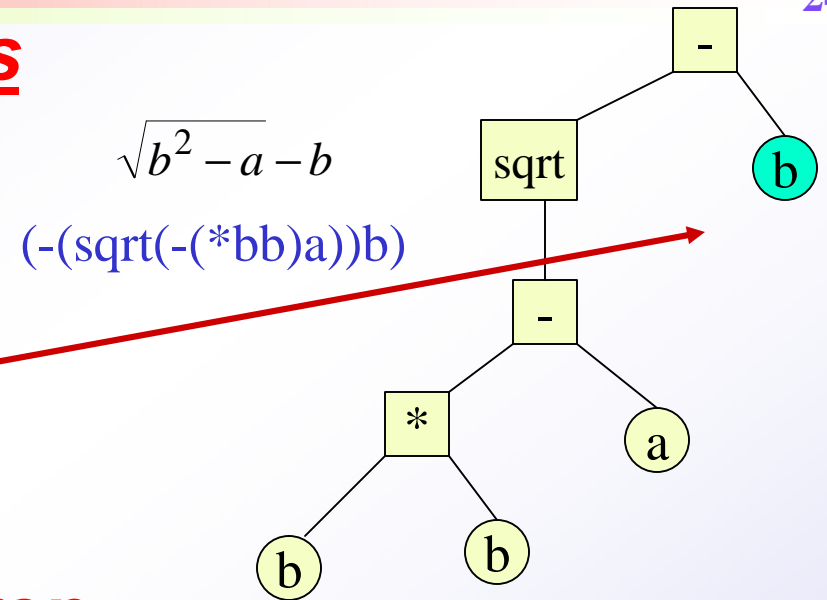 s
-
√b² − a − b
sqrt
b
(-(sqrt(-(*bb)a))b)
-
*
a
b
b